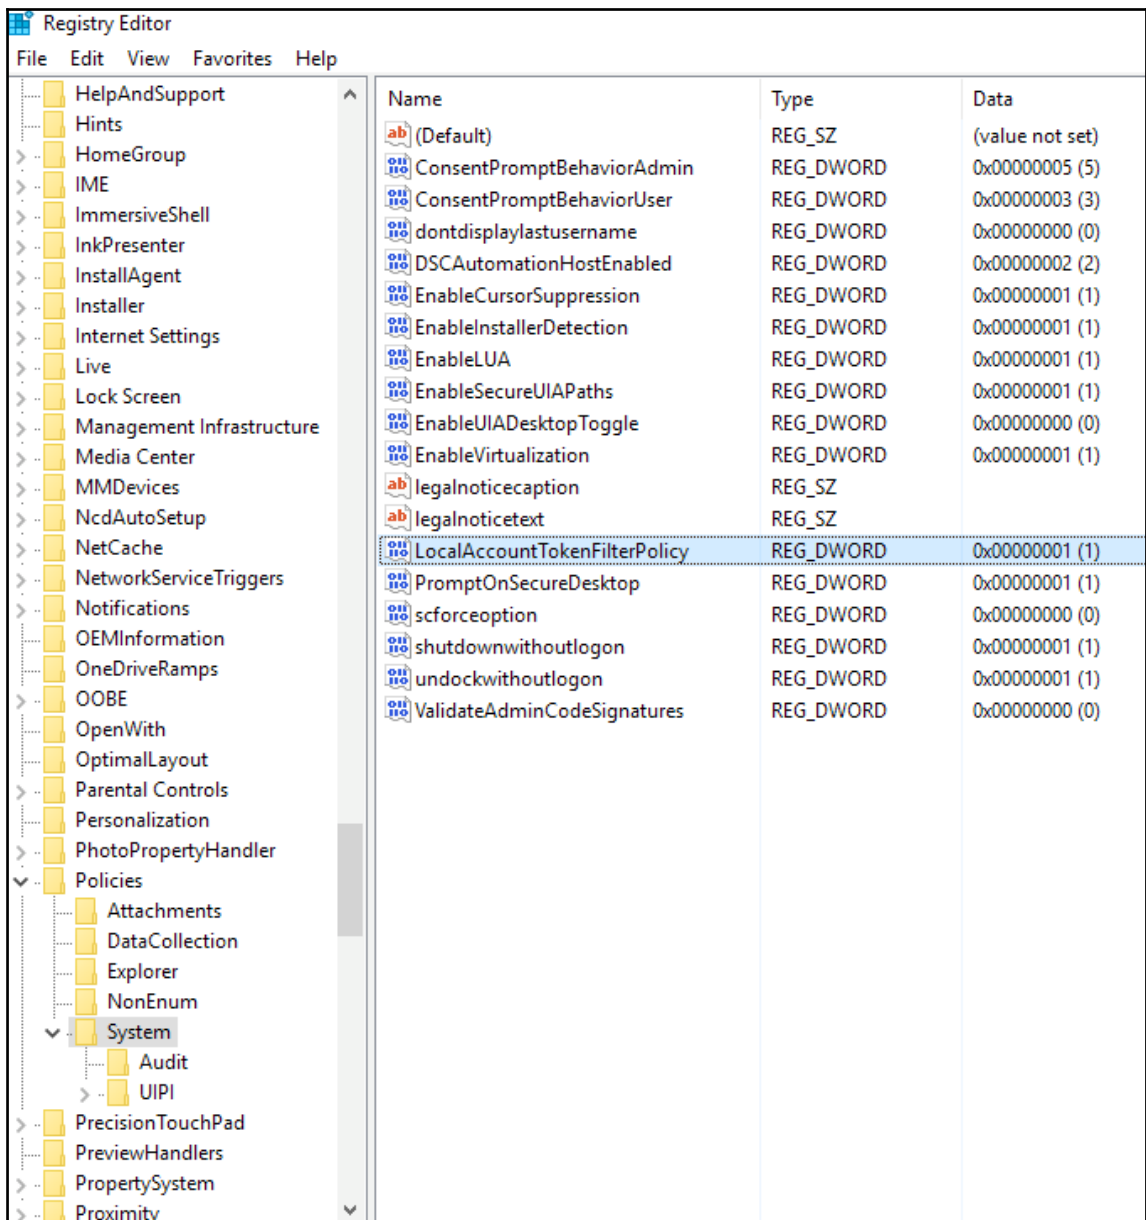 Registry Editor
File Edit View Favorites Help
HelpAndSupport
Hints
HomeGroup
IME
ImmersiveShell
InkPresenter
InstallAgent
Installer
Internet Settings
Live
Lock Screen
Management Infrastructure
Media Center
MMDevices
NcdAutoSetup
NetCache
NetworkServiceTriggers
Notifications
OEMInformation
OneDriveRamps
OOBE
OpenWith
OptimalLayout
Parental Controls
Personalization
PhotoPropertyHandler
Policies
Attachments
DataCollection
Explorer
NonEnum
System
Audit
UIPI
PrecisionTouchPad
PreviewHandlers
PropertySystem
Proximity
Name Type Data
(Default) REG_SZ (value not set)
ConsentPromptBehaviorAdmin REG_DWORD 0x00000005 (5)
ConsentPromptBehaviorUser REG_DWORD 0x00000003 (3)
dontdisplaylastusername REG_DWORD 0x00000000 (0)
DSCAutomationHostEnabled REG_DWORD 0x00000002 (2)
EnableCursorSuppression REG_DWORD 0x00000001 (1)
EnableInstallerDetection REG_DWORD 0x00000001 (1)
EnableLUA REG_DWORD 0x00000001 (1)
EnableSecureUIAPaths REG_DWORD 0x00000001 (1)
EnableUIADesktopToggle REG_DWORD 0x00000000 (0)
EnableVirtualization REG_DWORD 0x00000001 (1)
legalnoticecaption REG_SZ
legalnoticetext REG_SZ
LocalAccountTokenFilterPolicy REG_DWORD 0x00000001 (1)
PromptOnSecureDesktop REG_DWORD 0x00000001 (1)
scforceoption REG_DWORD 0x00000000 (0)
shutdownwithoutlogon REG_DWORD 0x00000001 (1)
undockwithoutlogon REG_DWORD 0x00000001 (1)
ValidateAdminCodeSignatures REG_DWORD 0x00000000 (0)